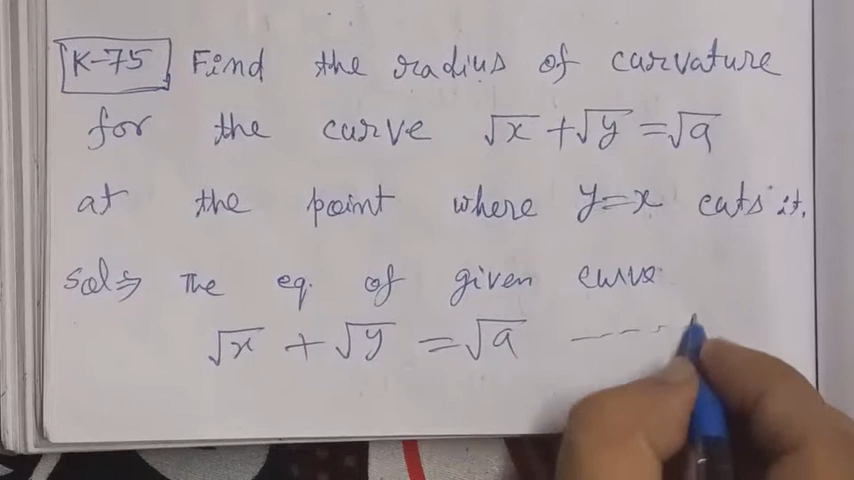 K-75 Find the radius of curvature
for the curve √x + √y = √a
at the point where y=x cuts it.
Sol⇒ The eq. of given curve
√x + √y = √a ----